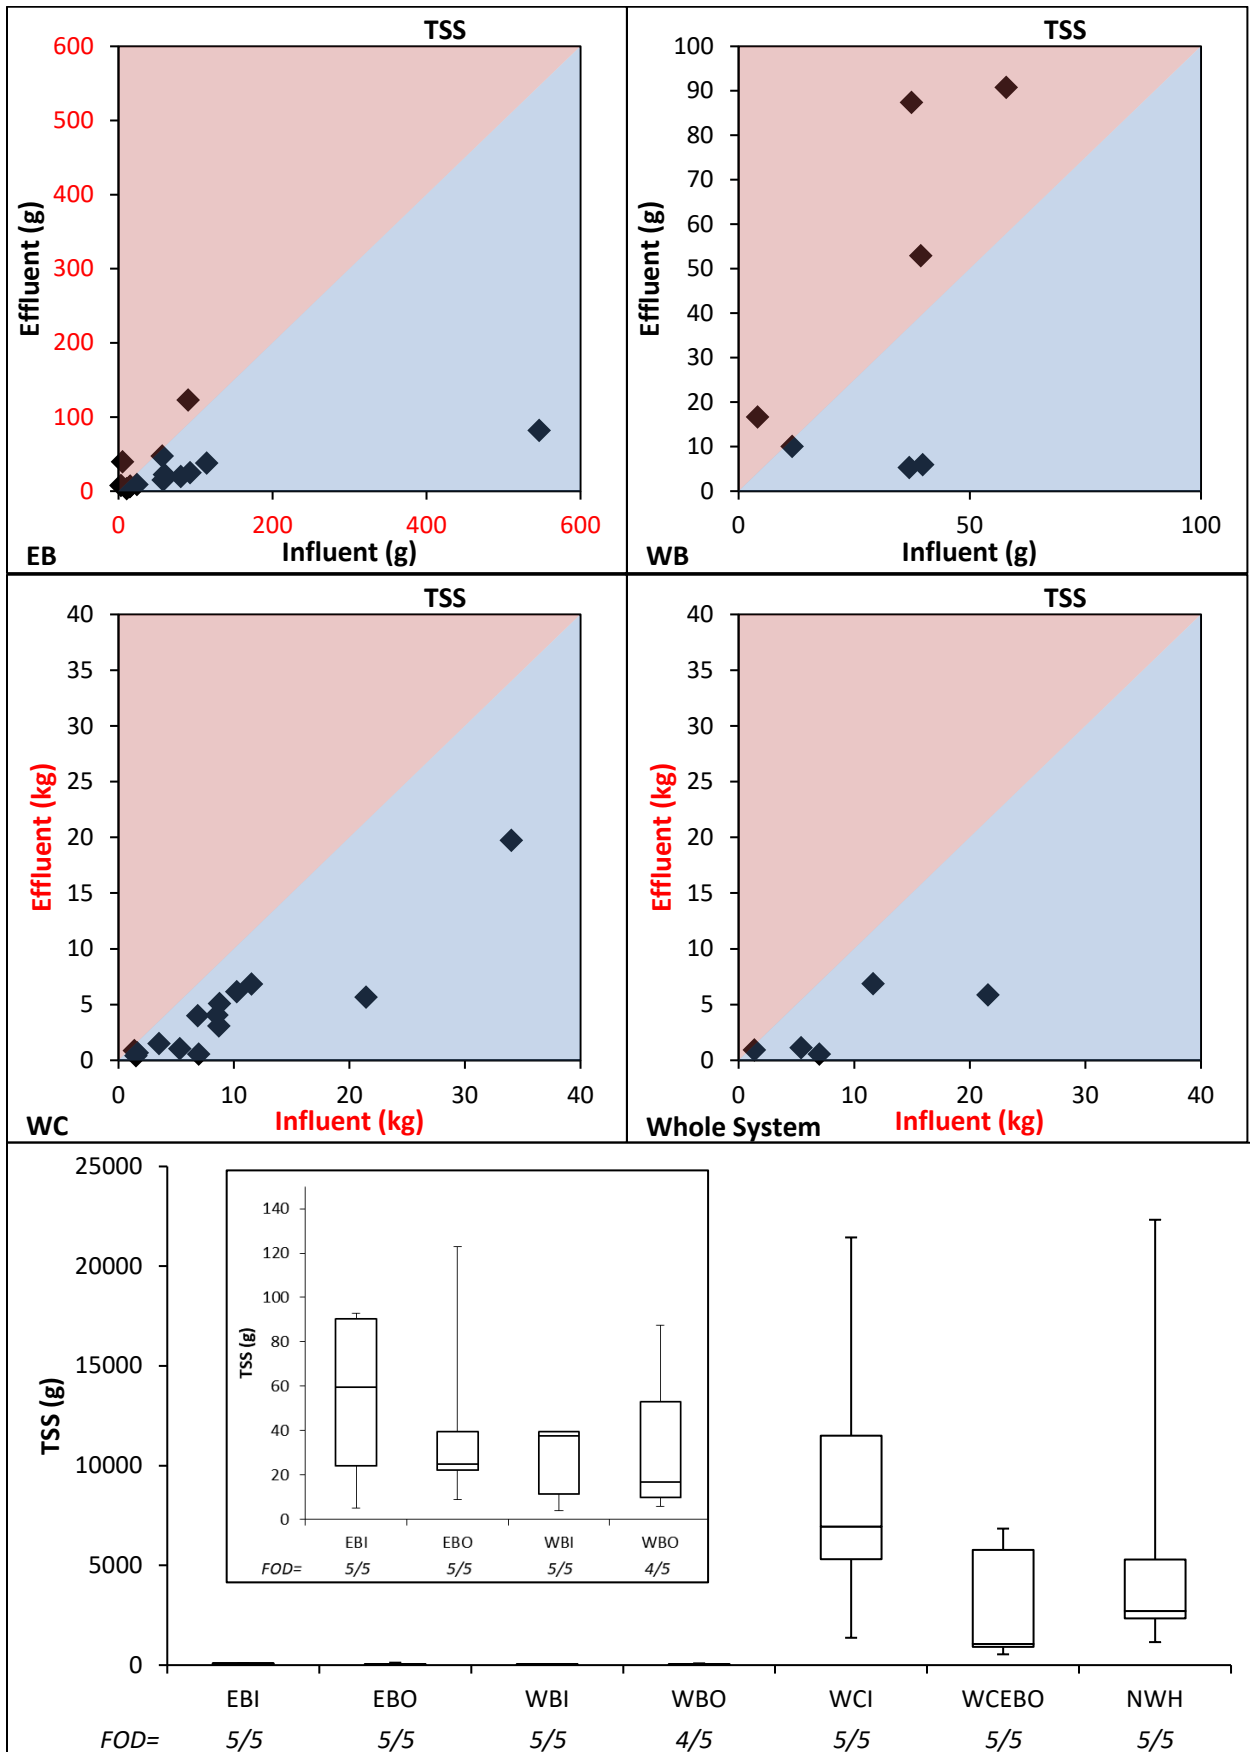 TSS
600
500
400
300
200
100
0
Effluent (g)
0 200 400 600
Influent (g)
EB
TSS
100
90
80
70
60
50
40
30
20
10
0
Effluent (g)
0 50 100
Influent (g)
WB
TSS
40
35
30
25
20
15
10
5
0
Effluent (kg)
0 10 20 30 40
Influent (kg)
WC
TSS
40
35
30
25
20
15
10
5
0
Effluent (kg)
0 10 20 30 40
Influent (kg)
Whole System
25000
20000
15000
10000
5000
0
TSS (g)
140
120
100
80
60
40
20
0
TSS (g)
EBI EBO WBI WBO
FOD= 5/5 5/5 5/5 4/5
EBI EBO WBI WBO WCI WCEBO NWH
FOD= 5/5 5/5 5/5 4/5 5/5 5/5 5/5